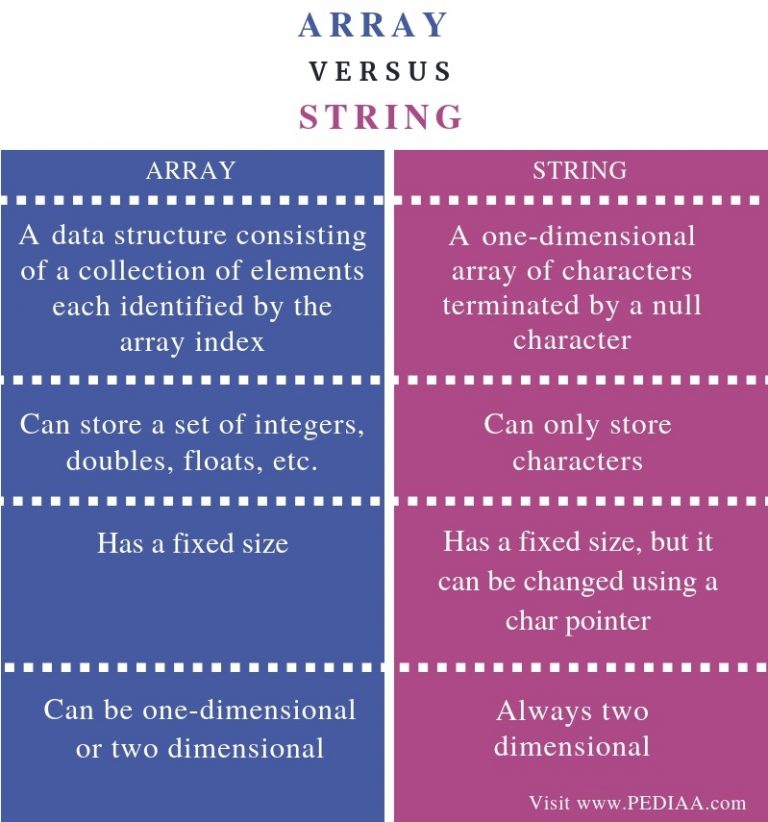 ARRAY
VERSUS
STRING
ARRAY
A data structure consisting
of a collection of elements
each identified by the
array index
Can store a set of integers,
doubles, floats, etc.
Has a fixed size
Can be one-dimensional
or two dimensional
STRING
A one-dimensional
array of characters
terminated by a null
character
Can only store
characters
Has a fixed size, but it
can be changed using a
char pointer
Always two
dimensional
Visit www.PEDIAA.com